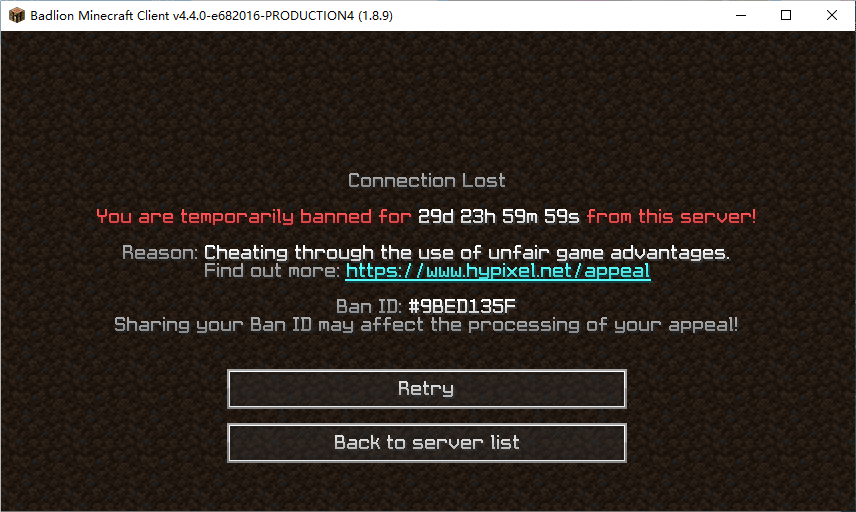 Badlion Minecraft Client v4.4.0-e682016-PRODUCTION4 (1.8.9)
Connection Lost
You are temporarily banned for 29d 23h 59m 59s from this server!
Reason: Cheating through the use of unfair game advantages.
Find out more: https://www.hypixel.net/appeal
Ban ID: #9BED135F
Sharing your Ban ID may affect the processing of your appeal!
Retry
Back to server list